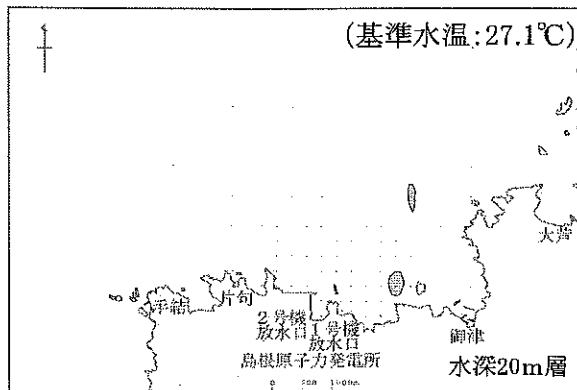 (基準水温:27.1℃)
大芦
手結
片句
2号機
放水口
1号機
放水口
御津
島根原子力発電所
水深20m層